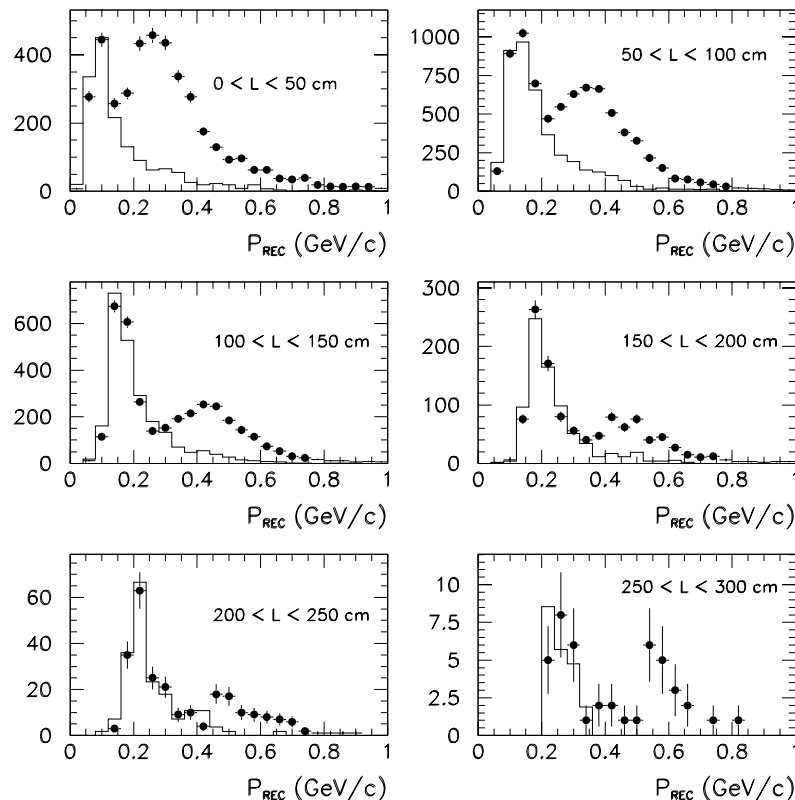 400
200
0
0 < L < 50 cm
0 0.2 0.4 0.6 0.8 1
P_REC (GeV/c)
1000
750
500
250
0
50 < L < 100 cm
0 0.2 0.4 0.6 0.8 1
P_REC (GeV/c)
600
400
200
0
100 < L < 150 cm
0 0.2 0.4 0.6 0.8 1
P_REC (GeV/c)
300
200
100
0
150 < L < 200 cm
0 0.2 0.4 0.6 0.8 1
P_REC (GeV/c)
60
40
20
0
200 < L < 250 cm
0 0.2 0.4 0.6 0.8 1
P_REC (GeV/c)
10
7.5
5
2.5
0
250 < L < 300 cm
0 0.2 0.4 0.6 0.8 1
P_REC (GeV/c)